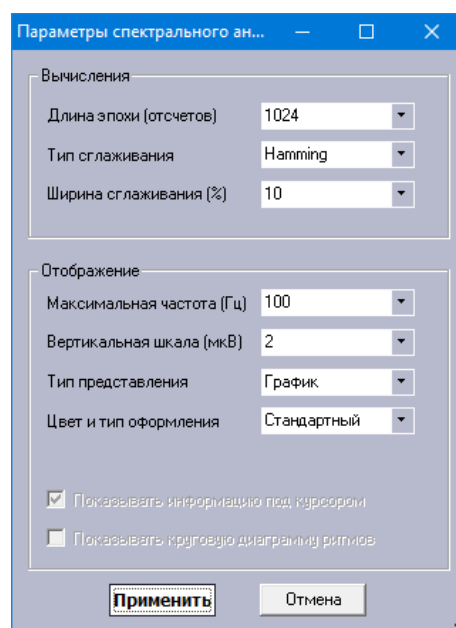 Параметры спектрального ан...
Вычисления
Длина эпохи (отсчетов) 1024
Тип сглаживания Hamming
Ширина сглаживания (%) 10
Отображение
Максимальная частота (Гц) 100
Вертикальная шкала (мкВ) 2
Тип представления График
Цвет и тип оформления Стандартный
Показывать информацию под курсором
Показывать круговую диаграмму ритмов
Применить Отмена